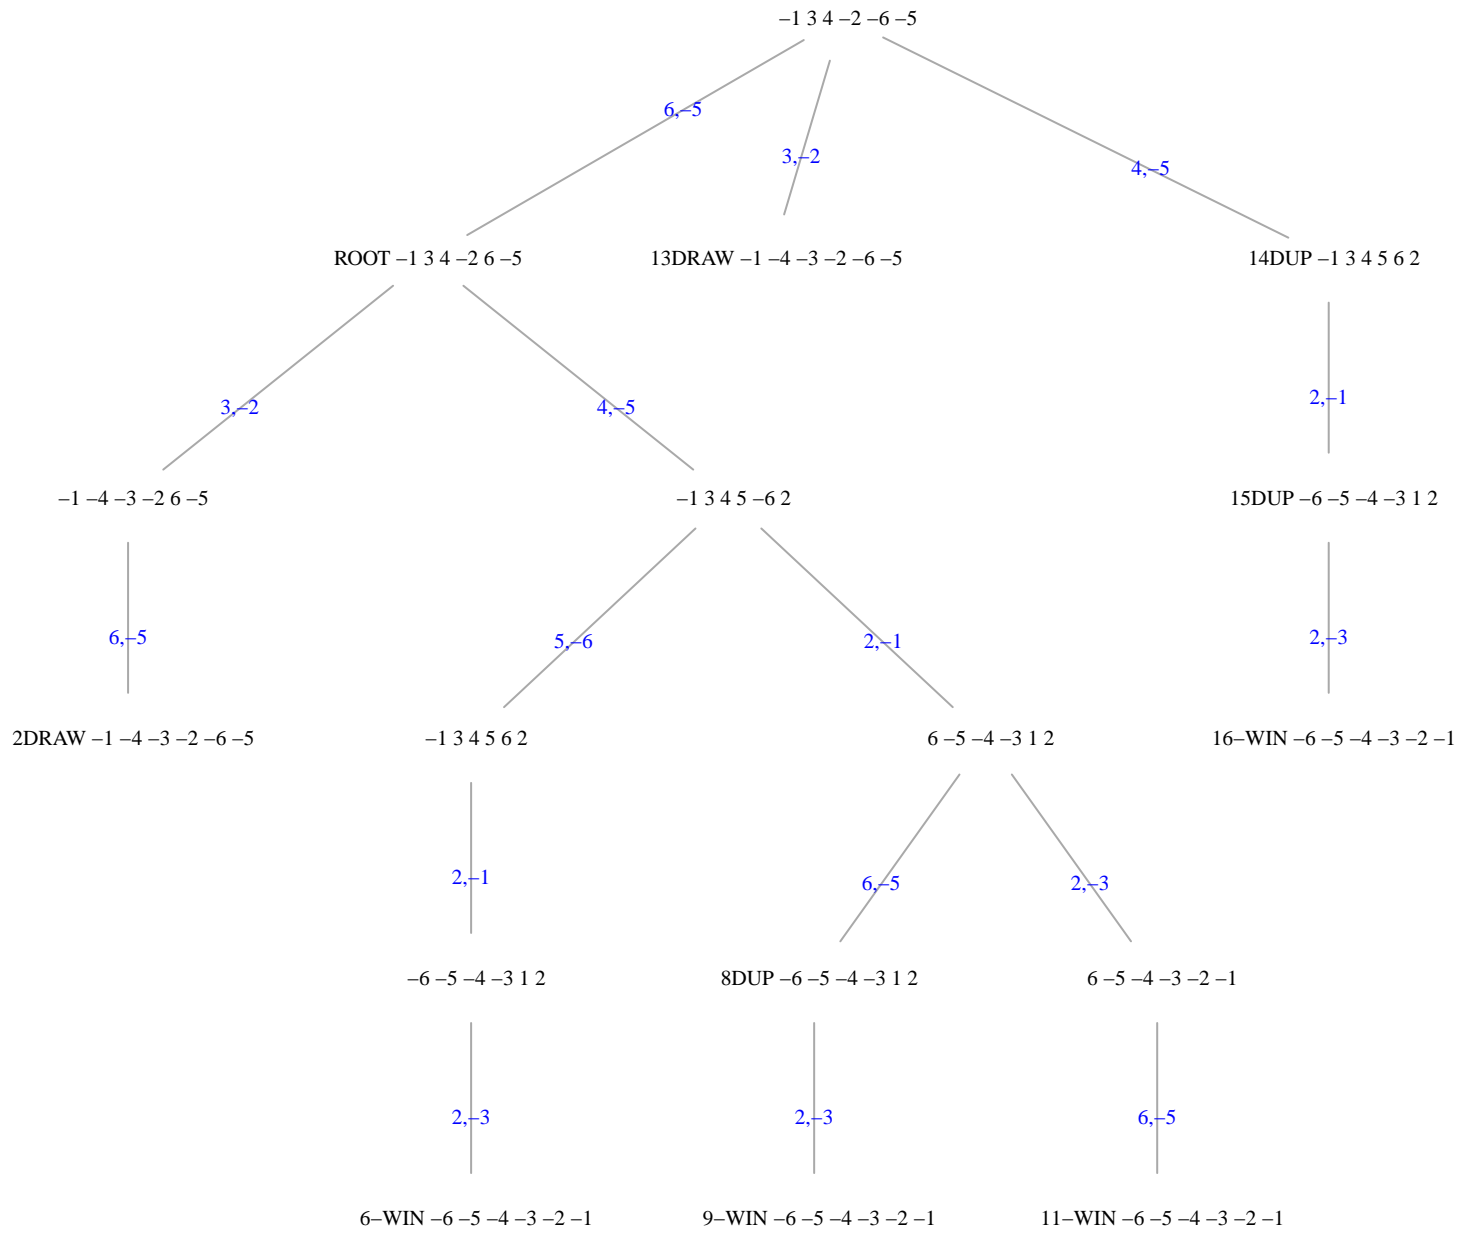 –1 3 4 –2 –6 –5
6,–5
3,–2
4,–5
ROOT –1 3 4 –2 6 –5
13DRAW –1 –4 –3 –2 –6 –5
14DUP –1 3 4 5 6 2
3,–2
4,–5
2,–1
–1 –4 –3 –2 6 –5
–1 3 4 5 –6 2
15DUP –6 –5 –4 –3 1 2
6,–5
5,–6
2,–1
2,–3
2DRAW –1 –4 –3 –2 –6 –5
–1 3 4 5 6 2
6 –5 –4 –3 1 2
16–WIN –6 –5 –4 –3 –2 –1
2,–1
6,–5
2,–3
–6 –5 –4 –3 1 2
8DUP –6 –5 –4 –3 1 2
6 –5 –4 –3 –2 –1
2,–3
2,–3
6,–5
6–WIN –6 –5 –4 –3 –2 –1
9–WIN –6 –5 –4 –3 –2 –1
11–WIN –6 –5 –4 –3 –2 –1